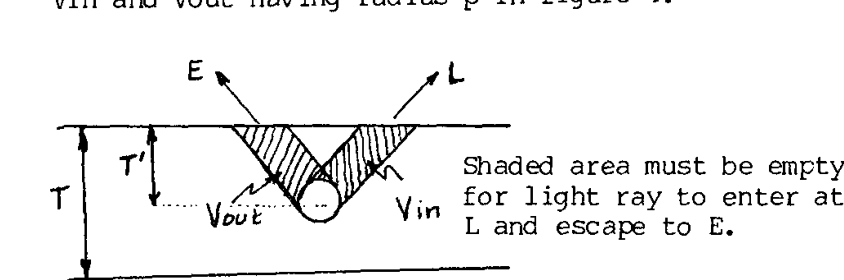 Vin and Vout having radius p in figure 4.
E
L
T'
T
Vout
Vin
Shaded area must be empty
for light ray to enter at
L and escape to E.